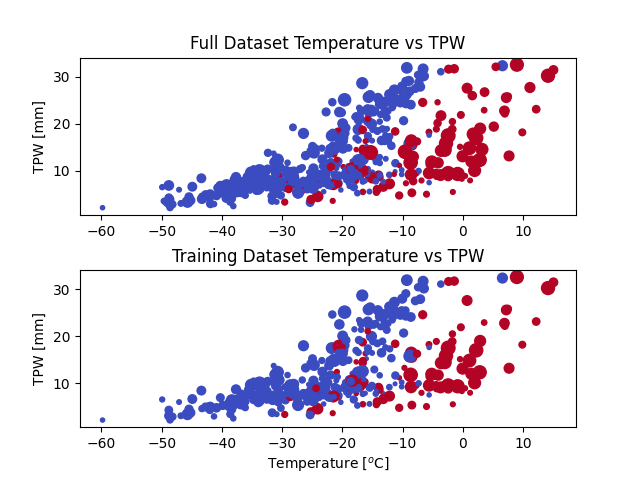 Full Dataset Temperature vs TPW
TPW [mm]
30
20
10
−60 −50 −40 −30 −20 −10 0 10
Training Dataset Temperature vs TPW
TPW [mm]
30
20
10
−60 −50 −40 −30 −20 −10 0 10
Temperature [°C]